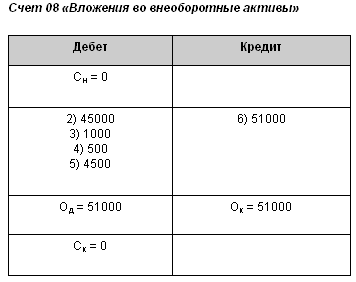 Счет 08 «Вложения во внеоборотные активы»
Дебет Кредит
Сн = 0
2) 45000 6) 51000
3) 1000
4) 500
5) 4500
Од = 51000 Ок = 51000
Ск = 0